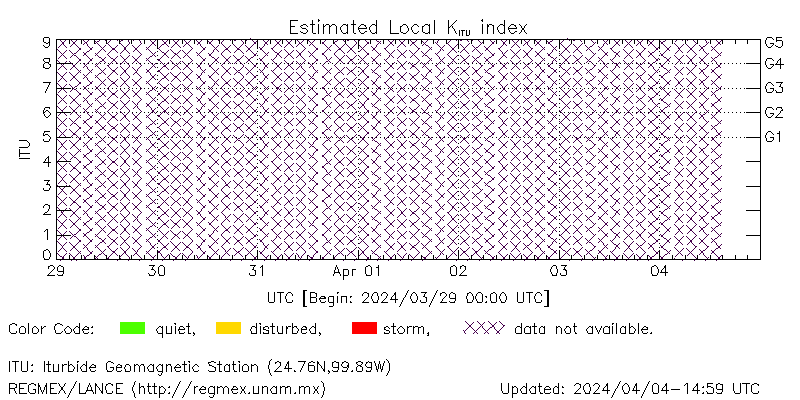 Estimated Local K ITU index
9 G5
8 G4
7 G3
6 G2
5 G1
4
3
2
1
0
ITU
29 30 31 Apr 01 02 03 04
UTC [Begin: 2024/03/29 00:00 UTC]
Color Code: quiet, disturbed, storm, data not available.
ITU: Iturbide Geomagnetic Station (24.76N,99.89W)
REGMEX/LANCE (http://regmex.unam.mx) Updated: 2024/04/04-14:59 UTC